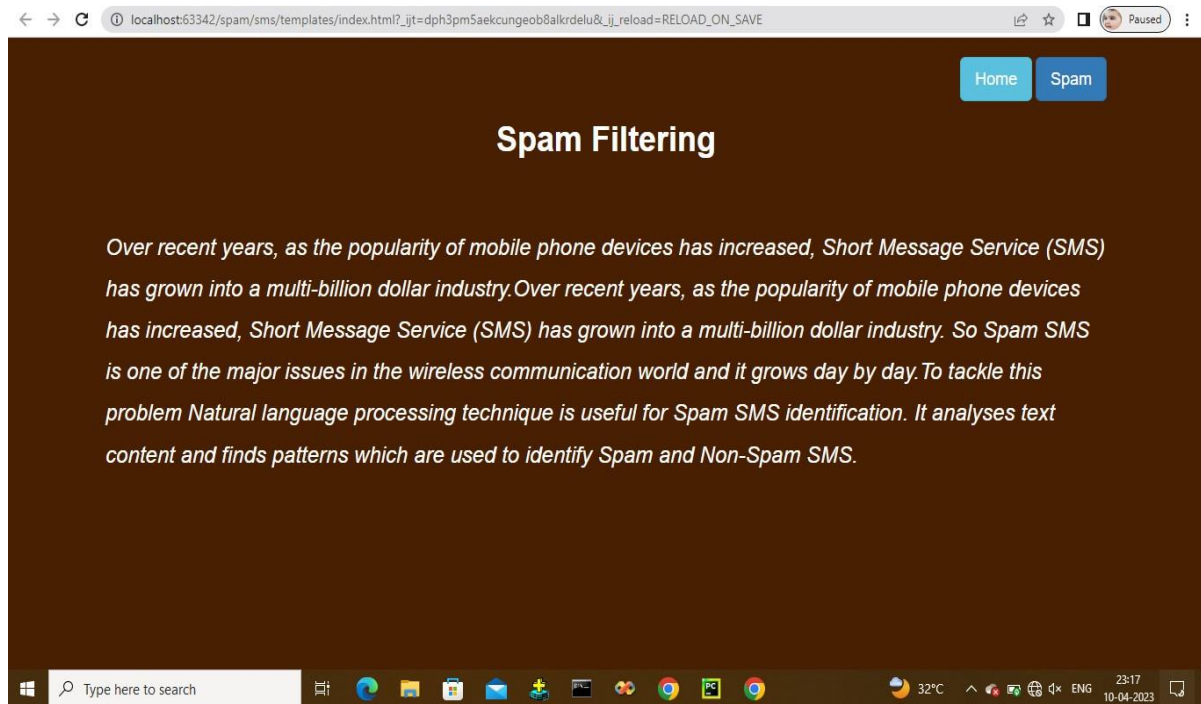 localhost:63342/spam/sms/templates/index.html?_ijt=dph3pm5aekcungeob8alkrdelu&_ij_reload=RELOAD_ON_SAVE
Paused
Home Spam
Spam Filtering
Over recent years, as the popularity of mobile phone devices has increased, Short Message Service (SMS)
has grown into a multi-billion dollar industry.Over recent years, as the popularity of mobile phone devices
has increased, Short Message Service (SMS) has grown into a multi-billion dollar industry. So Spam SMS
is one of the major issues in the wireless communication world and it grows day by day.To tackle this
problem Natural language processing technique is useful for Spam SMS identification. It analyses text
content and finds patterns which are used to identify Spam and Non-Spam SMS.
Type here to search
PC
32°C
ENG
23:17
10-04-2023